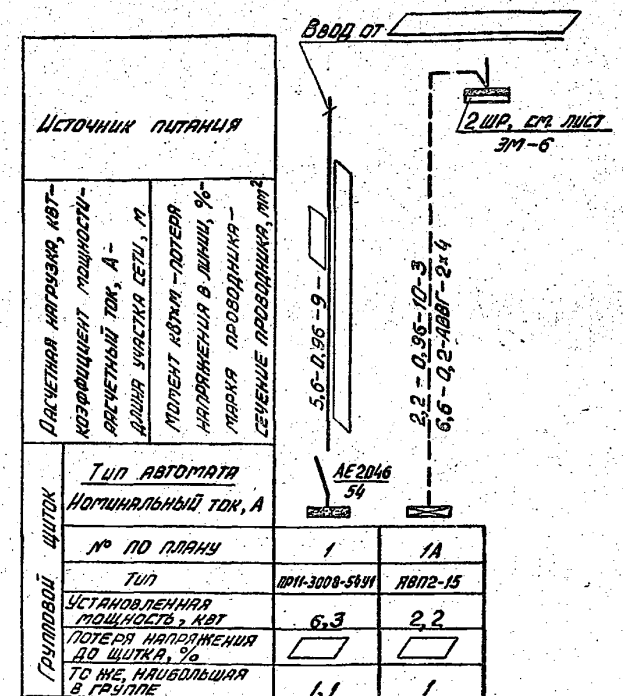 Ввод от
Источник питания
2 ШР, см. лист
ЭМ-6
Расчетная нагрузка, кВт-
коэффициент мощности-
расчетный ток, А-
длина участка сети, м
Момент кВт×м-потеря
напряжения в линии, %-
марка проводника-
сечение проводника, мм²
5,6-0,96-9-
2,2-0,96-10-3
6,6-0,2-АВВГ-2×4
Групповой щиток
Тип автомата
Номинальный ток, А
АЕ2046
54
№ по плану 1 1А
Тип ПР11-3008-54У1 ЯВП2-15
Установленная
мощность, кВт 6,3 2,2
Потеря напряжения
до щитка, %
То же, наибольшая
в группе 1,1 1